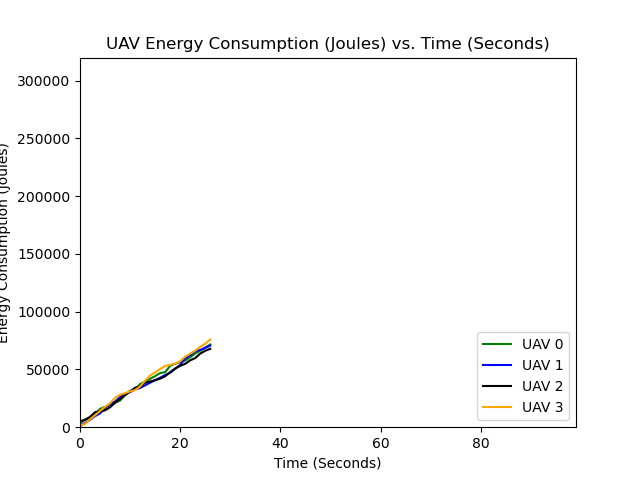 UAV Energy Consumption (Joules) vs. Time (Seconds)
300000
250000
200000
150000
100000
50000
0
Energy Consumption (Joules)
0 20 40 60 80
Time (Seconds)
UAV 0
UAV 1
UAV 2
UAV 3